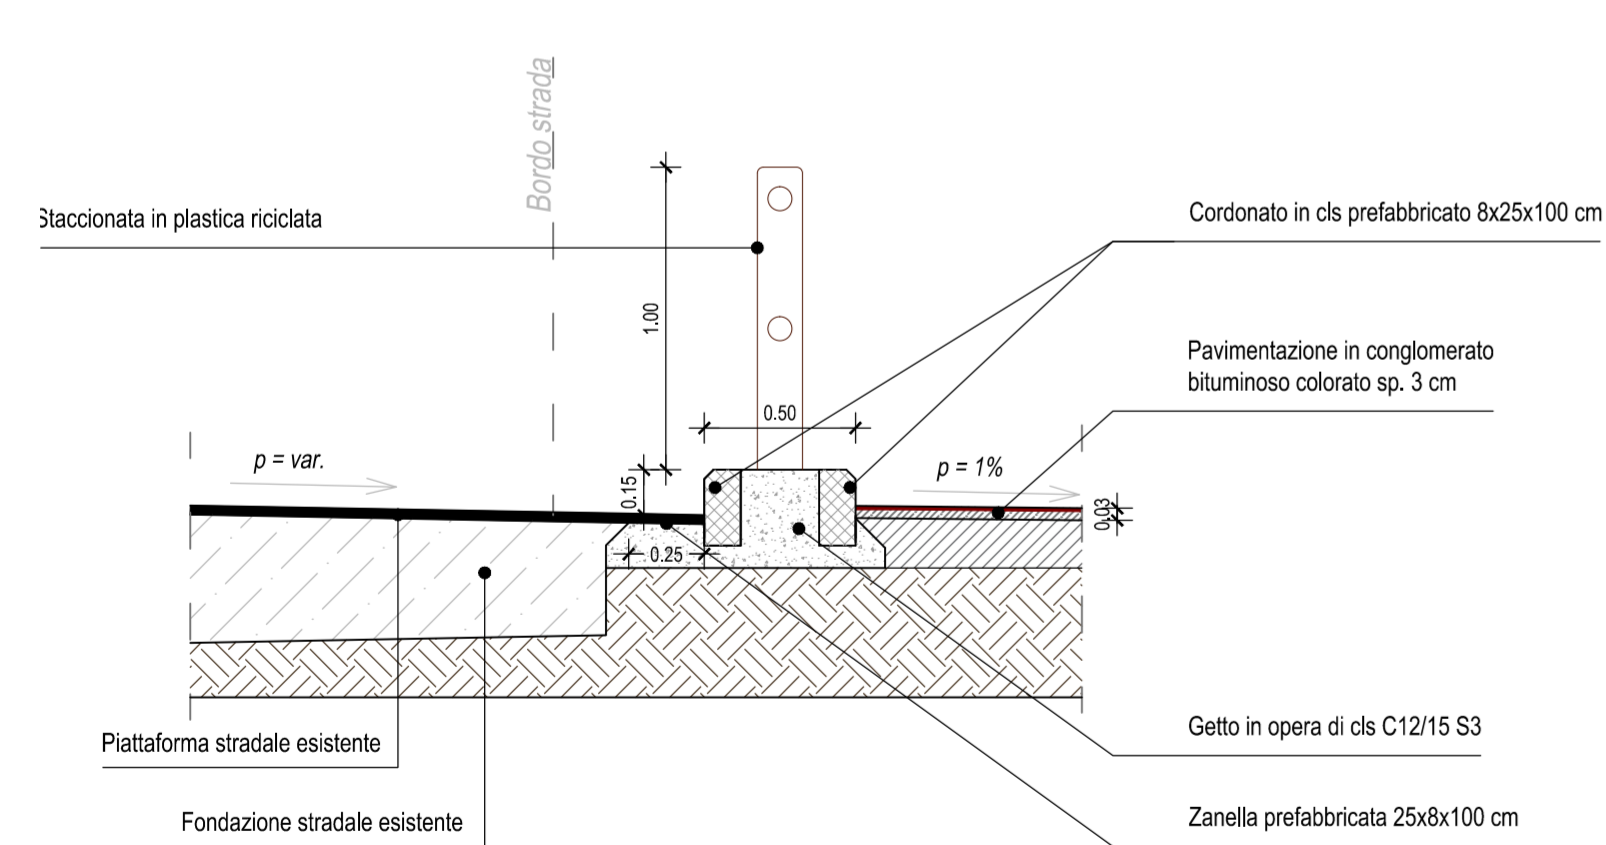 Bordo strada
Staccionata in plastica riciclata
Cordonato in cls prefabbricato 8x25x100 cm
1.00
Pavimentazione in conglomerato
bituminoso colorato sp. 3 cm
0.50
p = var.
p = 1%
0.15
0.03
0.25
Getto in opera di cls C12/15 S3
Piattaforma stradale esistente
Zanella prefabbricata 25x8x100 cm
Fondazione stradale esistente